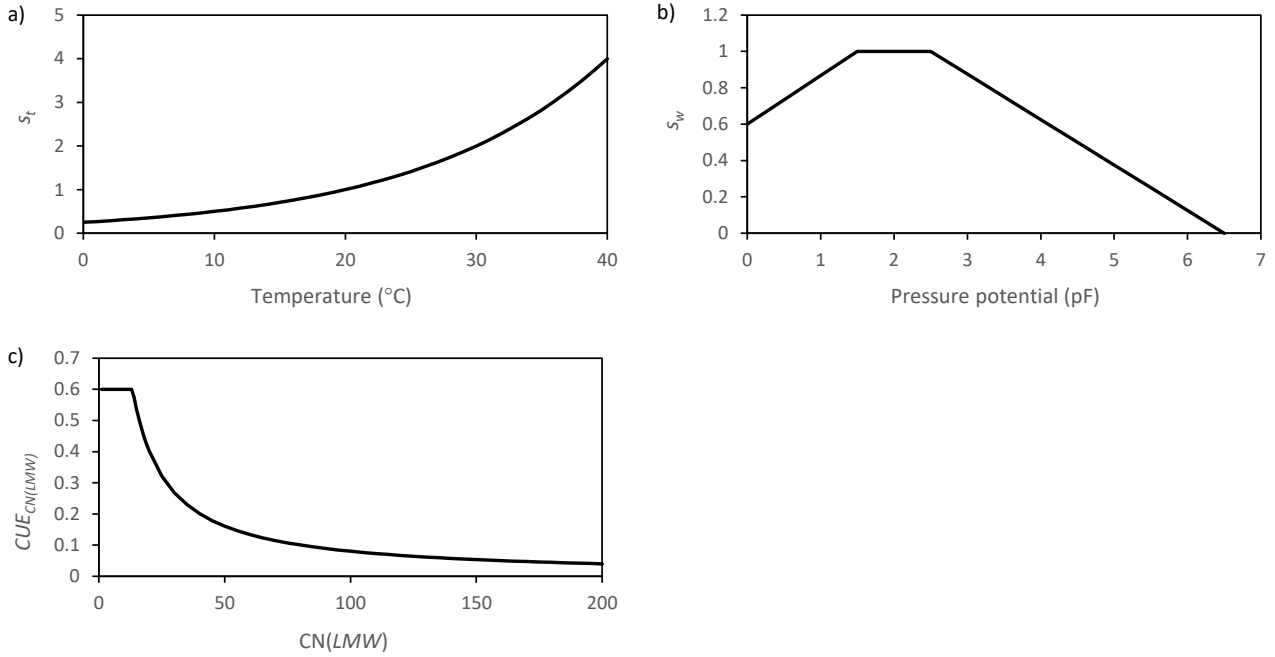 a)
5
4
3
2
1
0
s_t
0 10 20 30 40
Temperature (°C)
b)
1.2
1
0.8
0.6
0.4
0.2
0
s_w
0 1 2 3 4 5 6 7
Pressure potential (pF)
c)
0.7
0.6
0.5
0.4
0.3
0.2
0.1
0
CUE_CN(LMW)
0 50 100 150 200
CN(LMW)